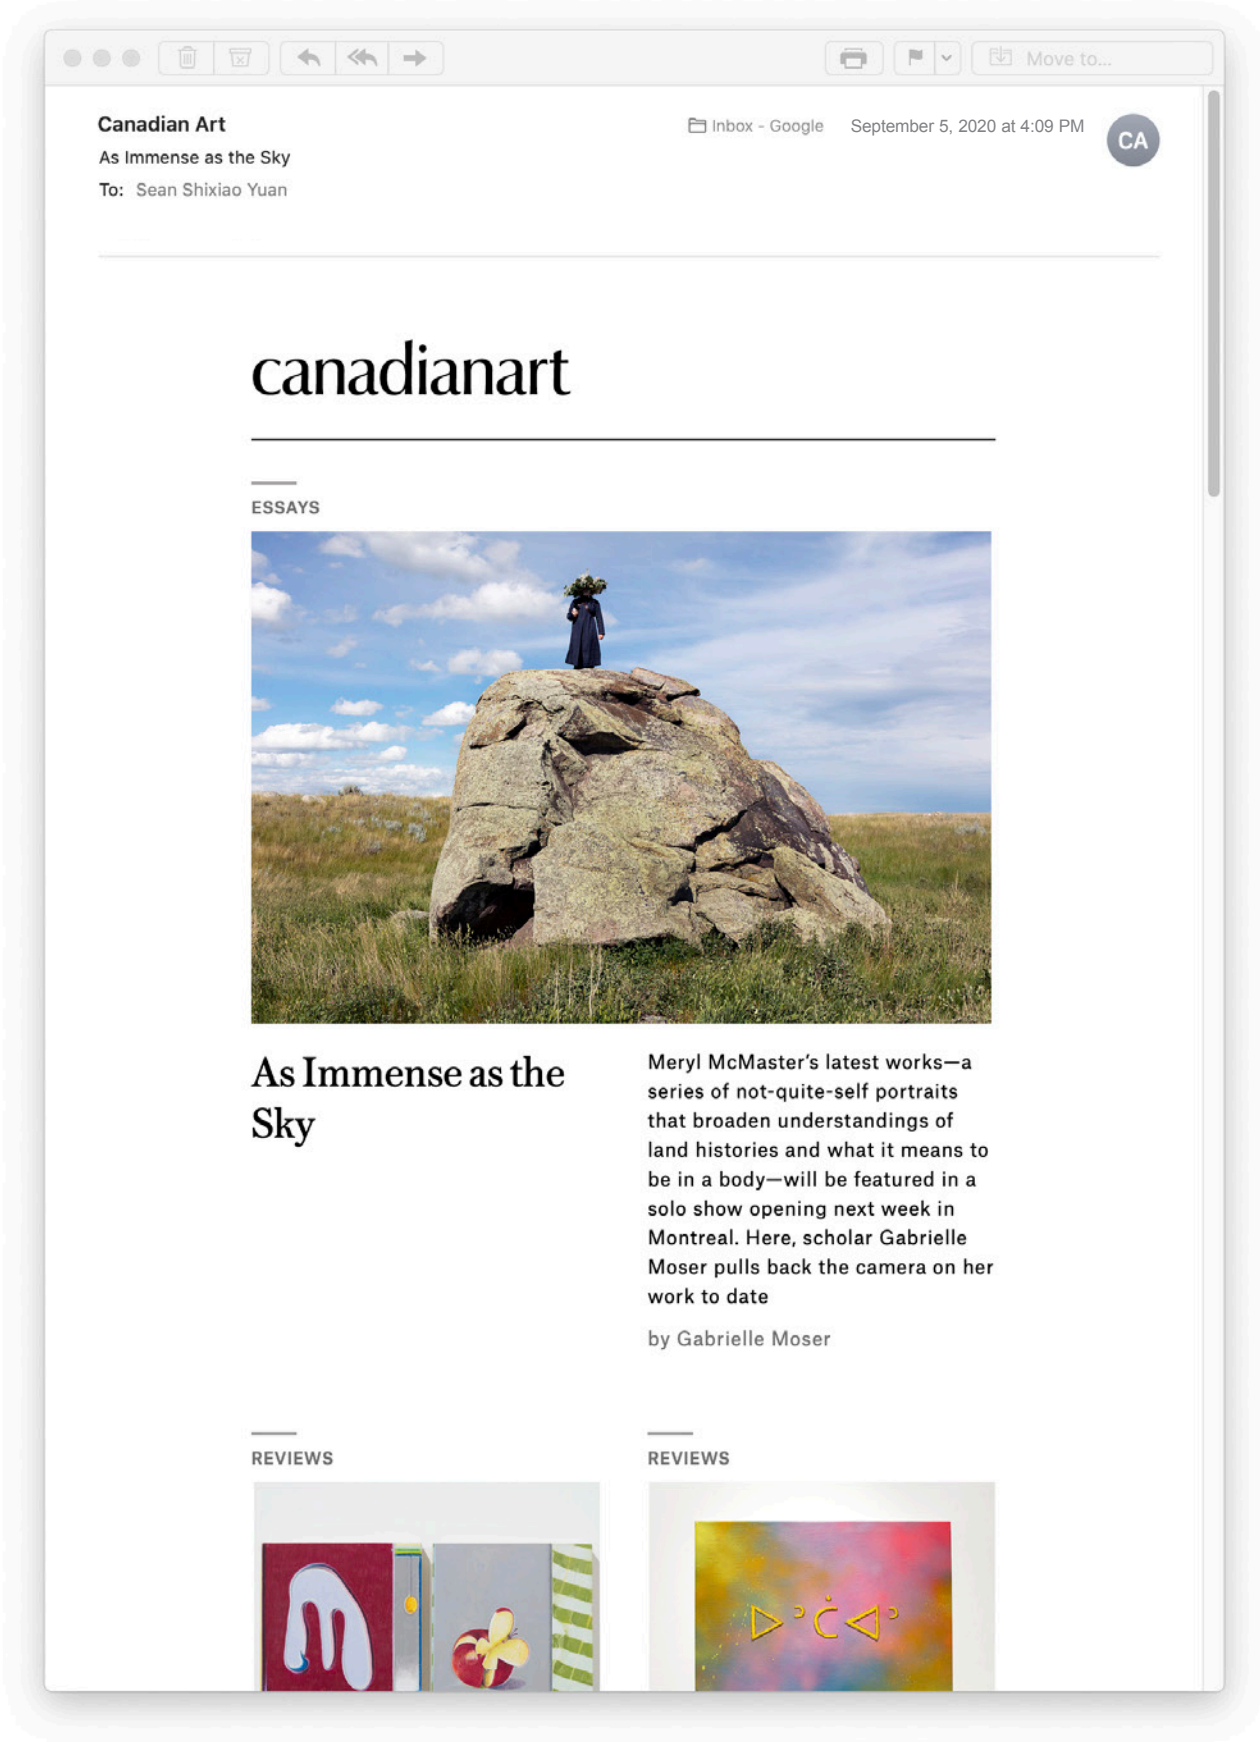 Move to...
Canadian Art
Inbox - Google
September 5, 2020 at 4:09 PM
CA
As Immense as the Sky
To: Sean Shixiao Yuan
canadianart
ESSAYS
As Immense as the
Sky
Meryl McMaster's latest works—a
series of not-quite-self portraits
that broaden understandings of
land histories and what it means to
be in a body—will be featured in a
solo show opening next week in
Montreal. Here, scholar Gabrielle
Moser pulls back the camera on her
work to date
by Gabrielle Moser
REVIEWS
REVIEWS
ᐅᐣᑖᐊᐣ